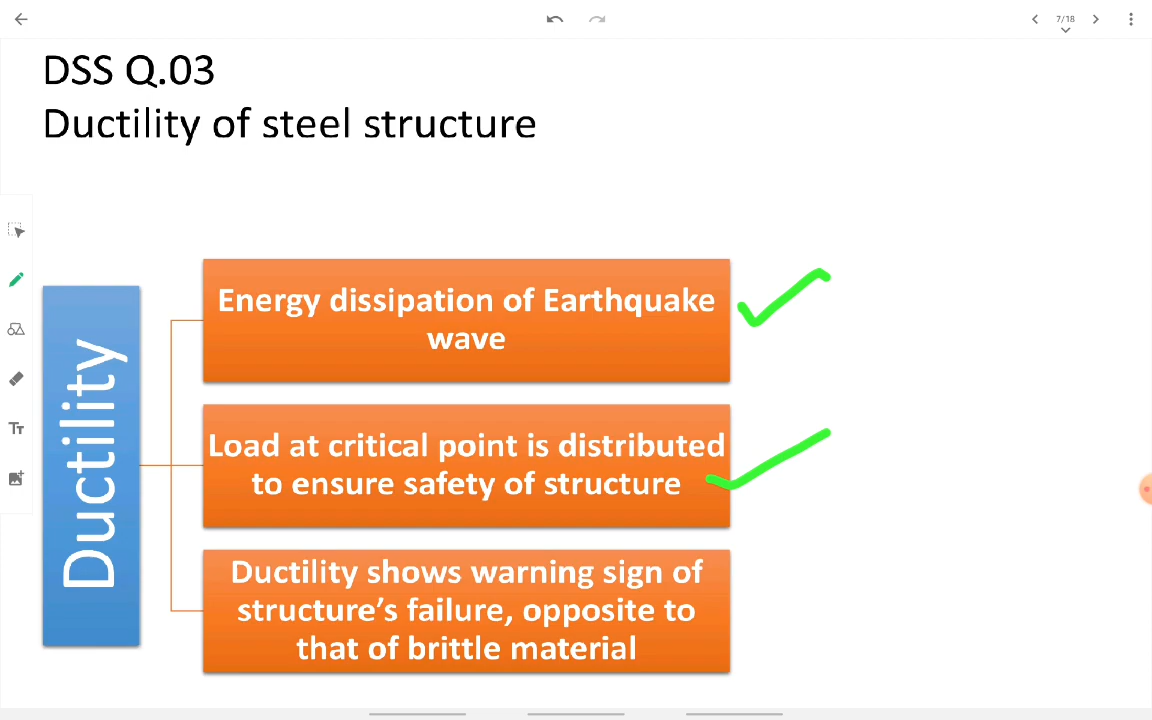 7/18
DSS Q.03
Ductility of steel structure
Ductility
Energy dissipation of Earthquake
wave
Load at critical point is distributed
to ensure safety of structure
Ductility shows warning sign of
structure's failure, opposite to
that of brittle material
Tт